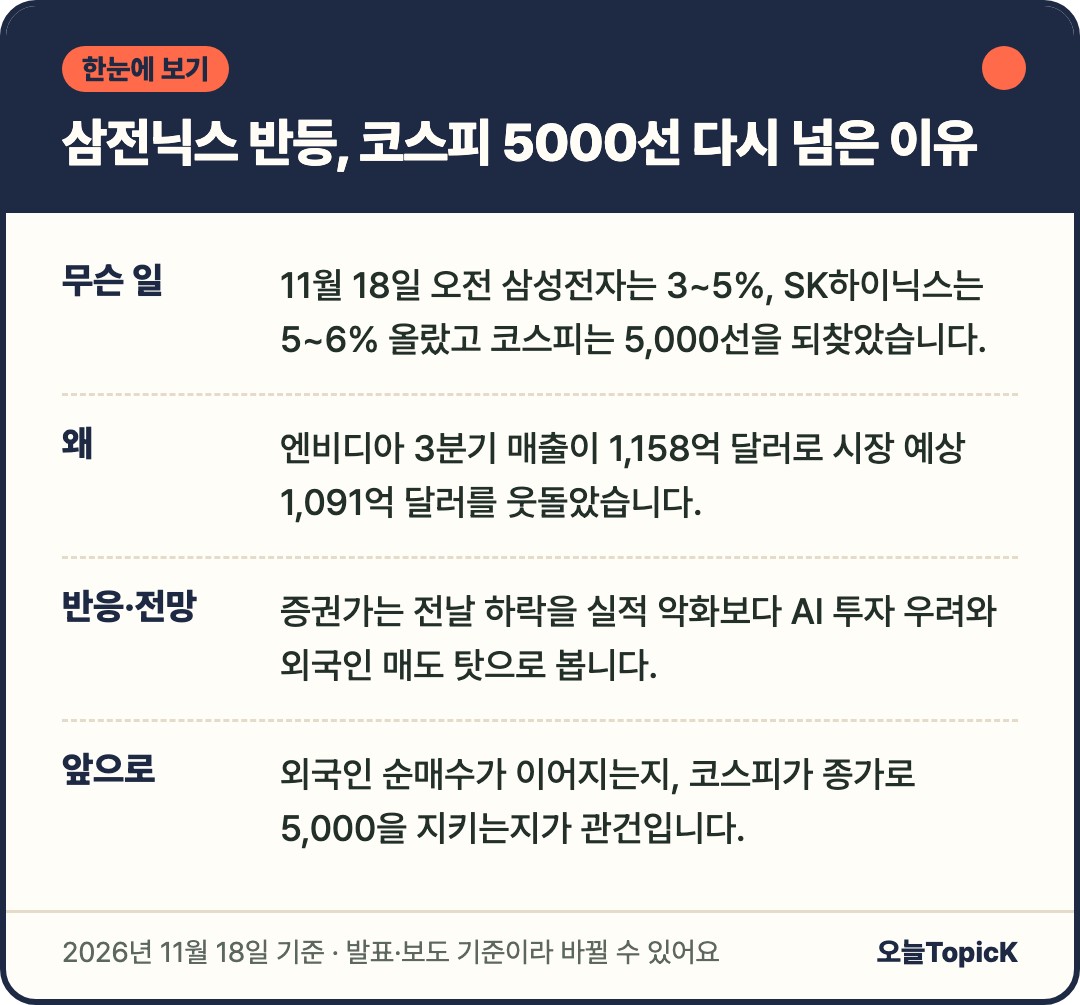 한눈에 보기
삼전닉스 반등, 코스피 5000선 다시 넘은 이유
무슨 일
11월 18일 오전 삼성전자는 3~5%, SK하이닉스는
5~6% 올랐고 코스피는 5,000선을 되찾았습니다.
왜
엔비디아 3분기 매출이 1,158억 달러로 시장 예상
1,091억 달러를 웃돌았습니다.
반응·전망
증권가는 전날 하락을 실적 악화보다 AI 투자 우려와
외국인 매도 탓으로 봅니다.
앞으로
외국인 순매수가 이어지는지, 코스피가 종가로
5,000을 지키는지가 관건입니다.
2026년 11월 18일 기준 · 발표·보도 기준이라 바뀔 수 있어요
오늘TopicK